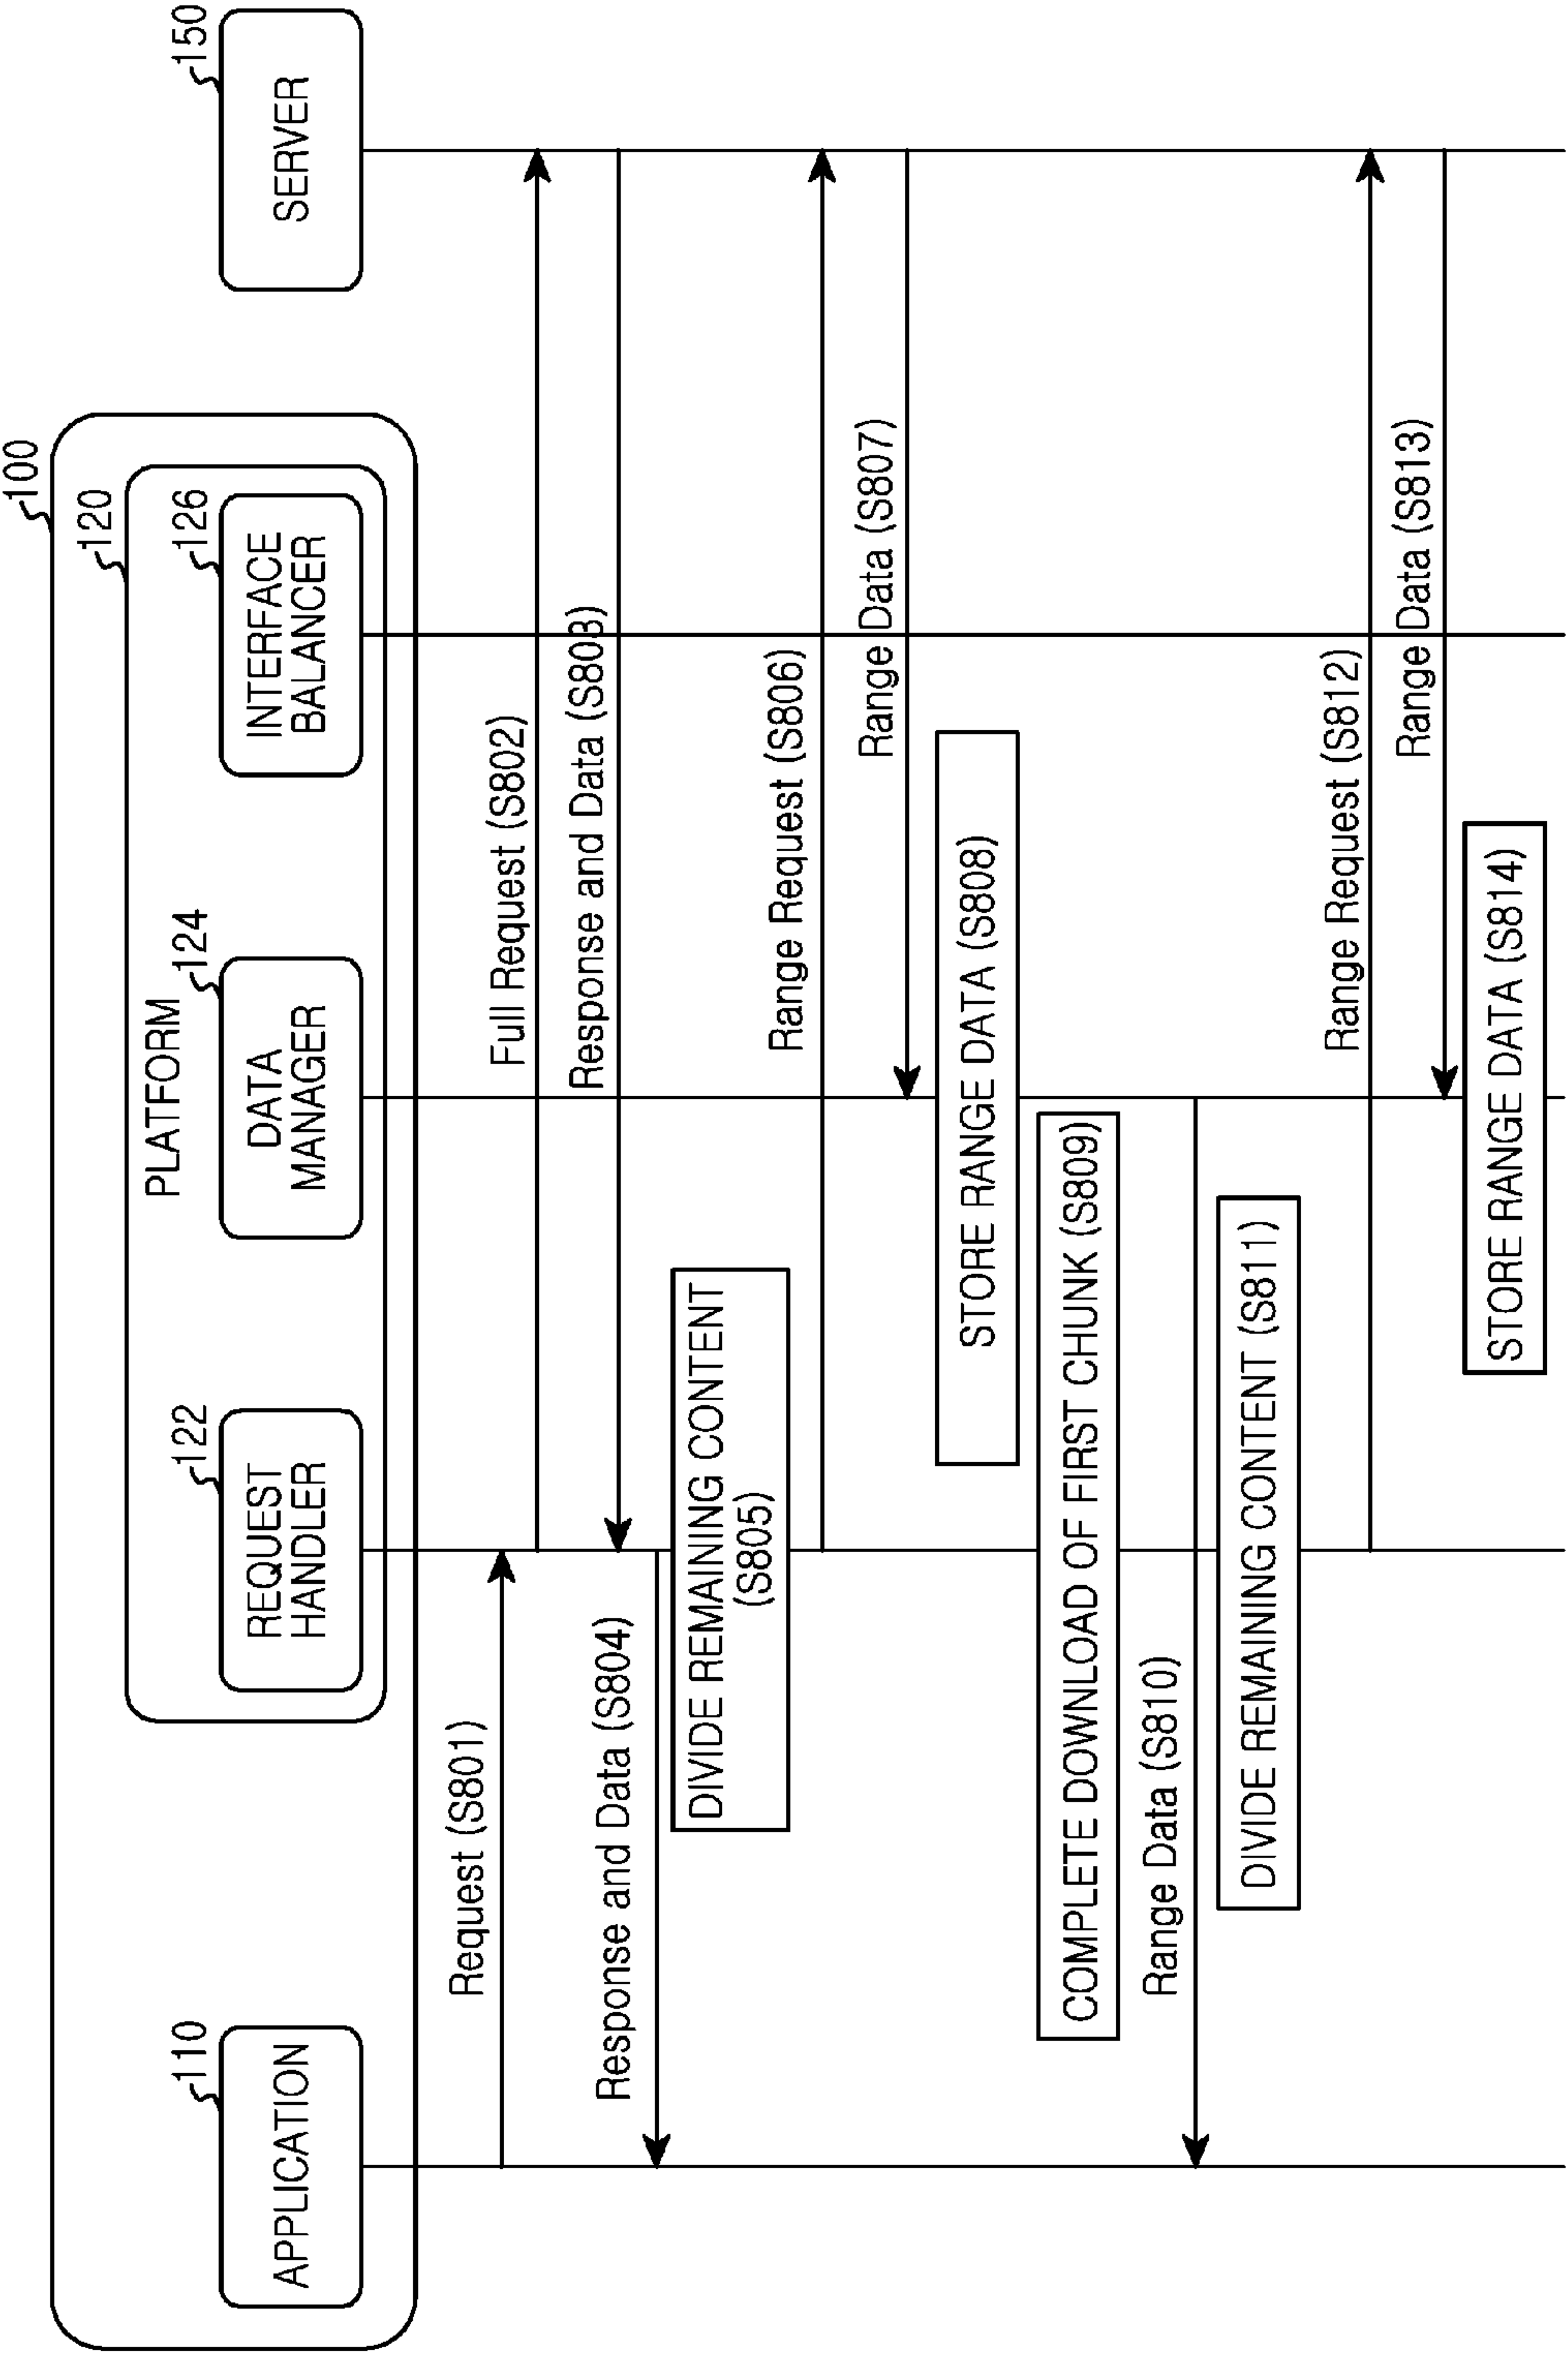 100
120
PLATFORM
110
122
124
126
150
APPLICATION
REQUEST
HANDLER
DATA
MANAGER
INTERFACE
BALANCER
SERVER
Request (S801)
Full Request (S802)
Response and Data (S803)
Response and Data (S804)
DIVIDE REMAINING CONTENT
(S805)
Range Request (S806)
Range Data (S807)
STORE RANGE DATA (S808)
COMPLETE DOWNLOAD OF FIRST CHUNK (S809)
Range Data (S810)
DIVIDE REMAINING CONTENT (S811)
Range Request (S812)
Range Data (S813)
STORE RANGE DATA (S814)